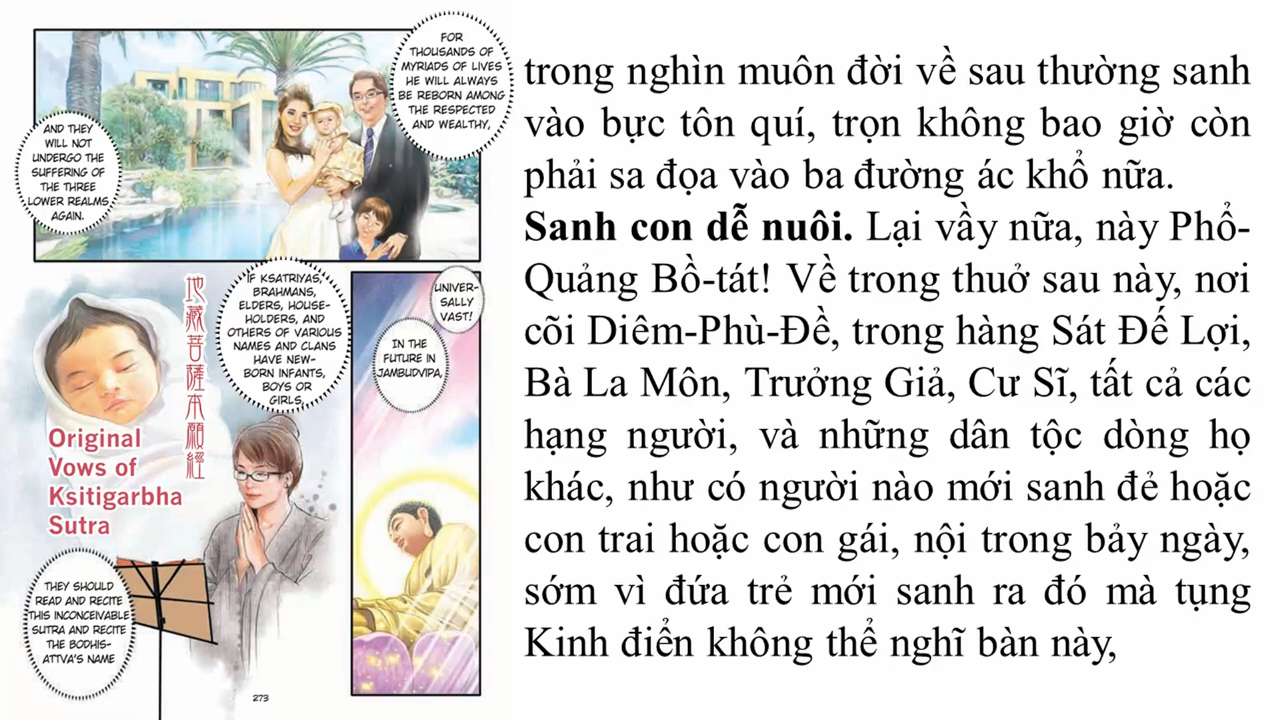 FOR
THOUSANDS OF
MYRIADS OF LIVES
HE WILL ALWAYS
BE REBORN AMONG
THE RESPECTED
AND WEALTHY,
AND THEY
WILL NOT
UNDERGO THE
SUFFERING OF
THE THREE
LOWER REALMS
AGAIN.
UNIVER-
SALLY
VAST!
IN THE
FUTURE IN
JAMBUDVIPA,
IF KSATRIYAS,
BRAHMANS,
ELDERS, HOUSE-
HOLDERS, AND
OTHERS OF VARIOUS
NAMES AND CLANS
HAVE NEW-
BORN INFANTS,
BOYS OR
GIRLS,
地藏菩薩本願經
Original
Vows of
Ksitigarbha
Sutra
THEY SHOULD
READ AND RECITE
THIS INCONCEIVABLE
SUTRA AND RECITE
THE BODHIS-
ATTVA'S NAME
273
trong nghìn muôn đời về sau thường sanh
vào bực tôn quí, trọn không bao giờ còn
phải sa đọa vào ba đường ác khổ nữa.
Sanh con dễ nuôi. Lại vầy nữa, này Phổ-
Quảng Bồ-tát! Về trong thuở sau này, nơi
cõi Diêm-Phù-Đề, trong hàng Sát Đế Lợi,
Bà La Môn, Trưởng Giả, Cư Sĩ, tất cả các
hạng người, và những dân tộc dòng họ
khác, như có người nào mới sanh đẻ hoặc
con trai hoặc con gái, nội trong bảy ngày,
sớm vì đứa trẻ mới sanh ra đó mà tụng
Kinh điển không thể nghĩ bàn này,